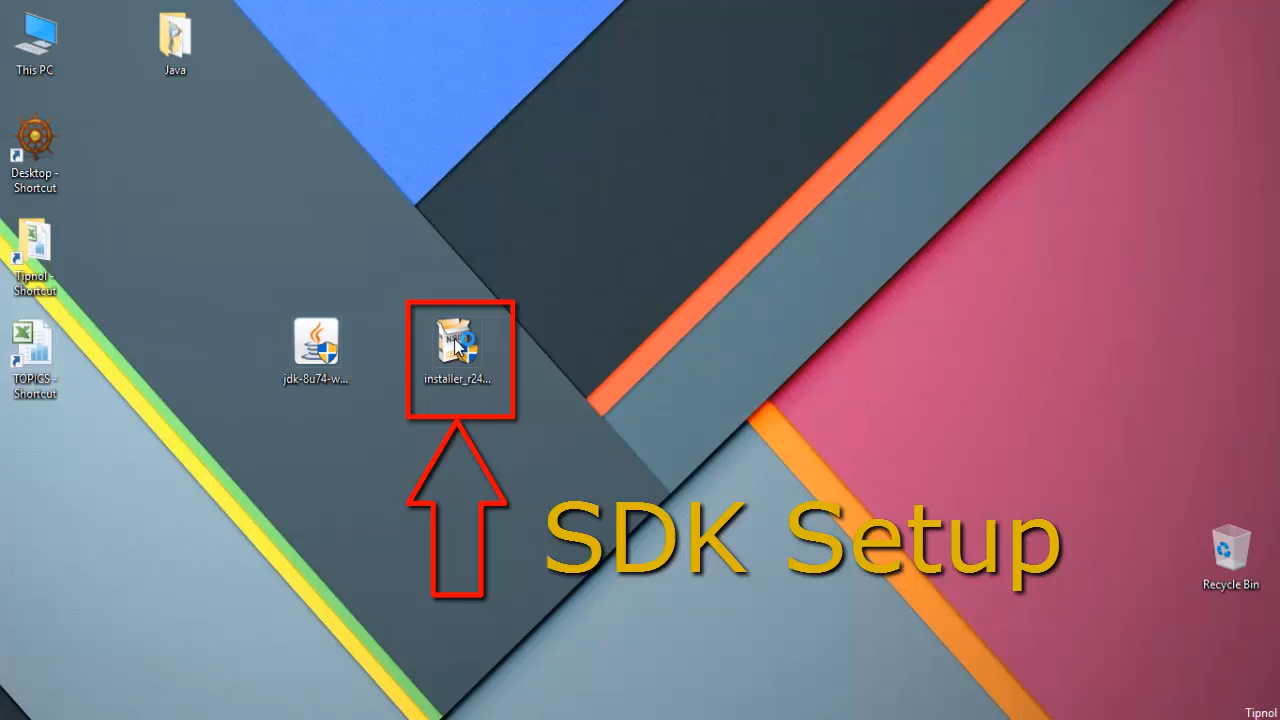 This PC
Java
Desktop -
Shortcut
Tipnol -
Shortcut
TOPICS -
Shortcut
jdk-8u74-w...
installer_r24...
SDK Setup
Recycle Bin
Tipnol